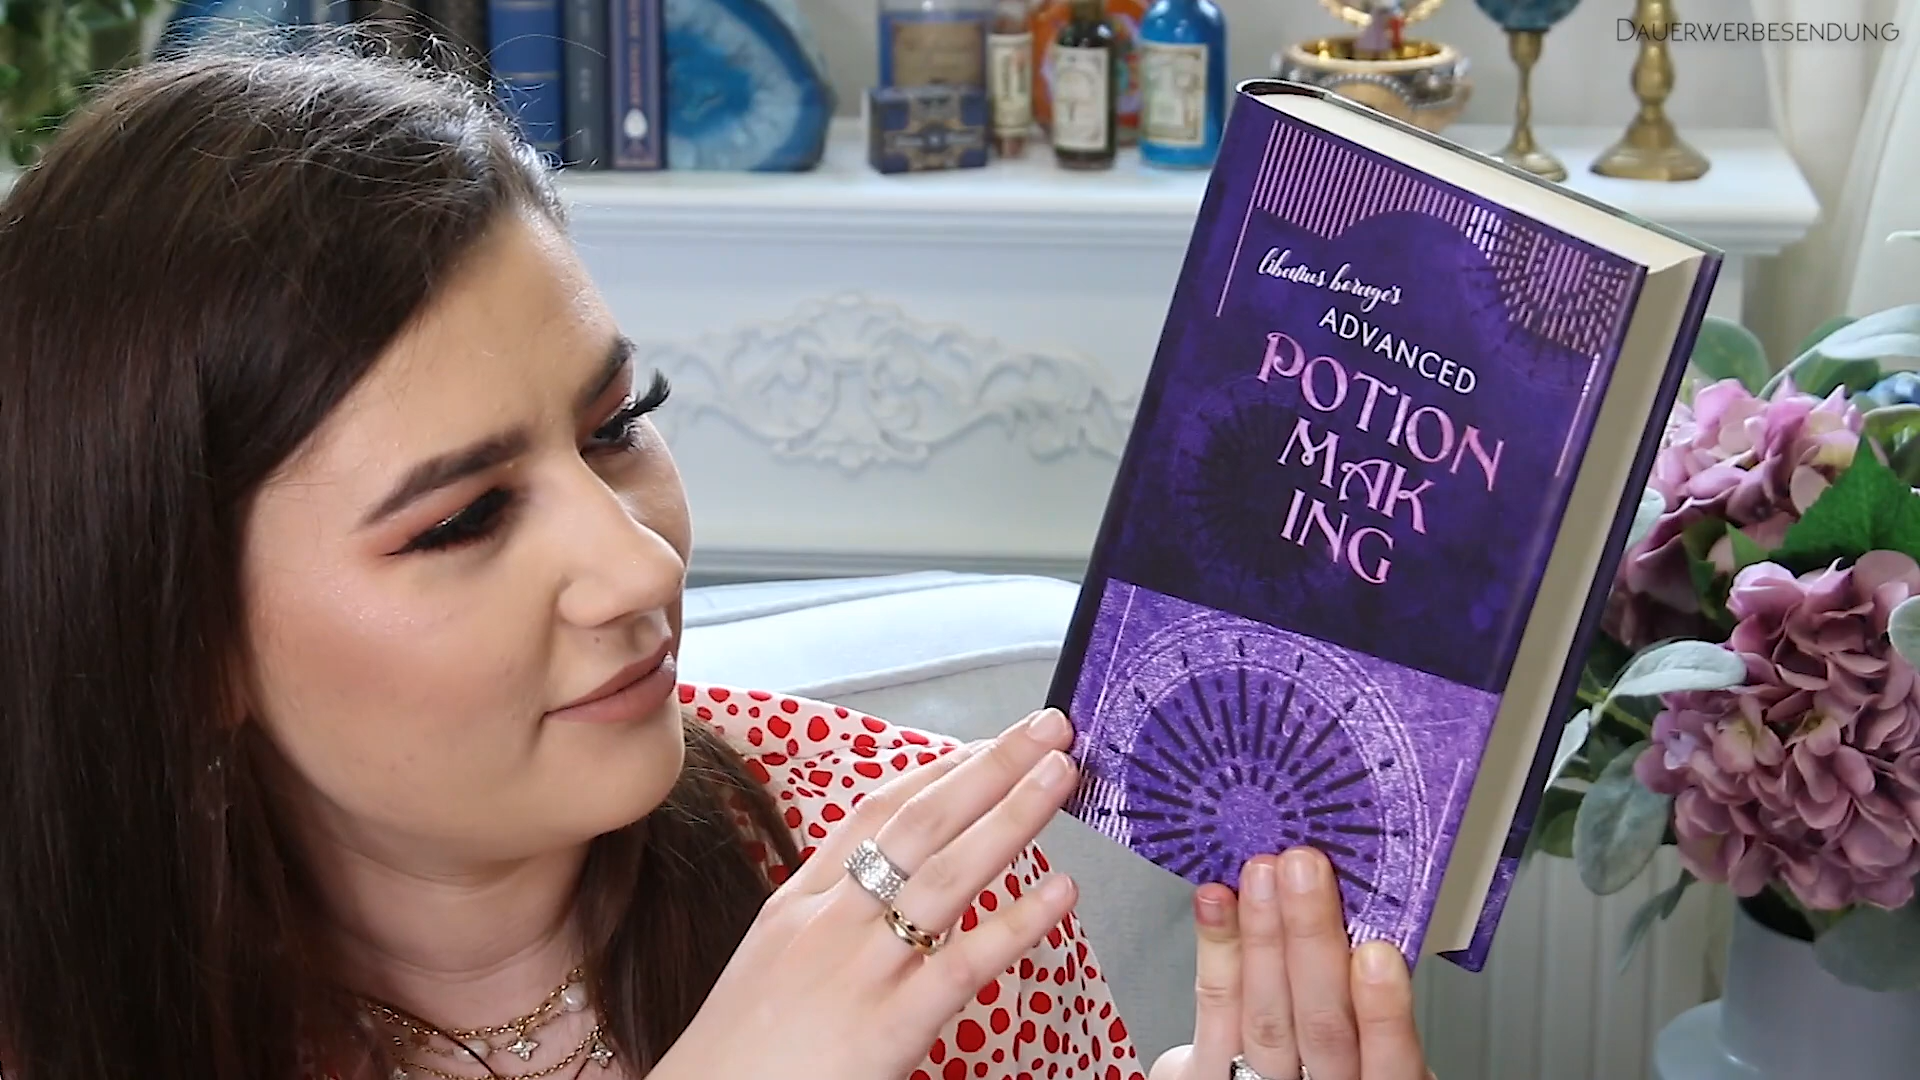 DAUERWERBESENDUNG
libatius borage's
ADVANCED
POTION
MAK
ING